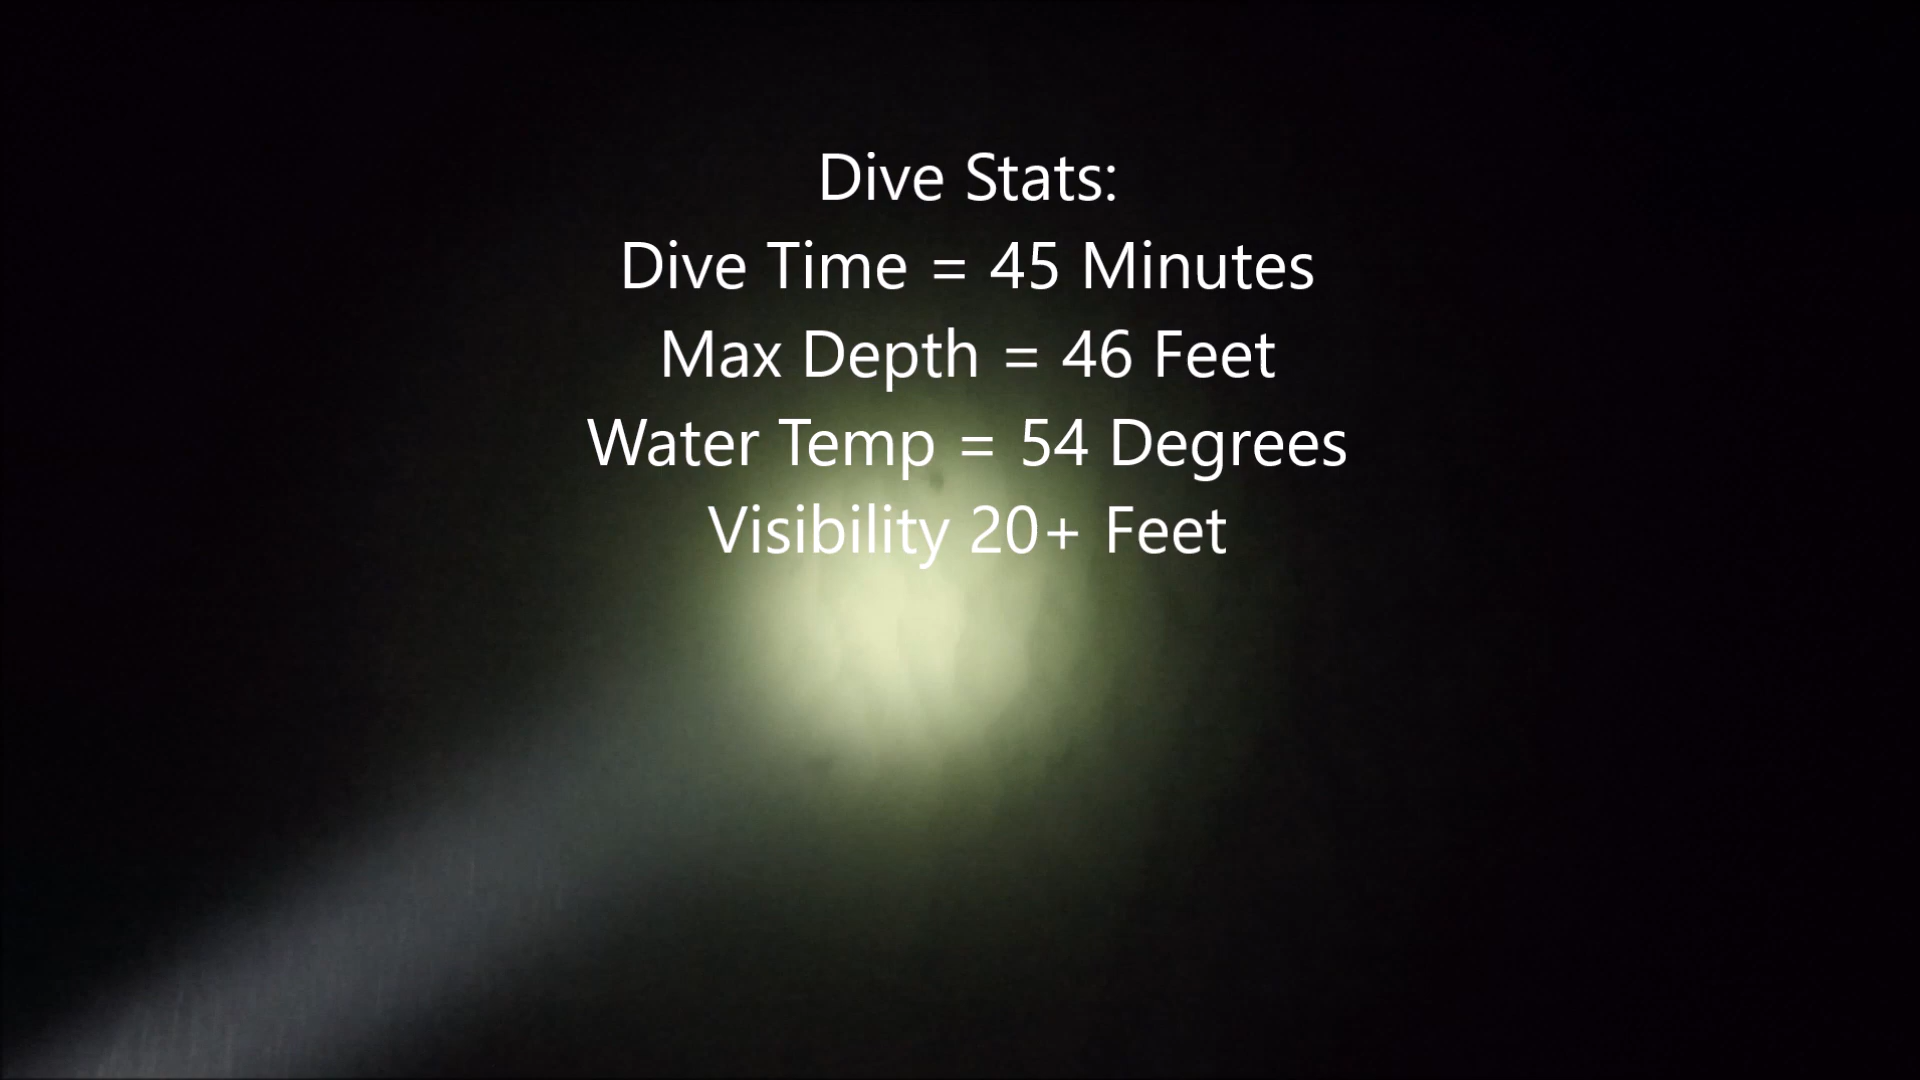 Dive Stats:
Dive Time = 45 Minutes
Max Depth = 46 Feet
Water Temp = 54 Degrees
Visibility 20+ Feet